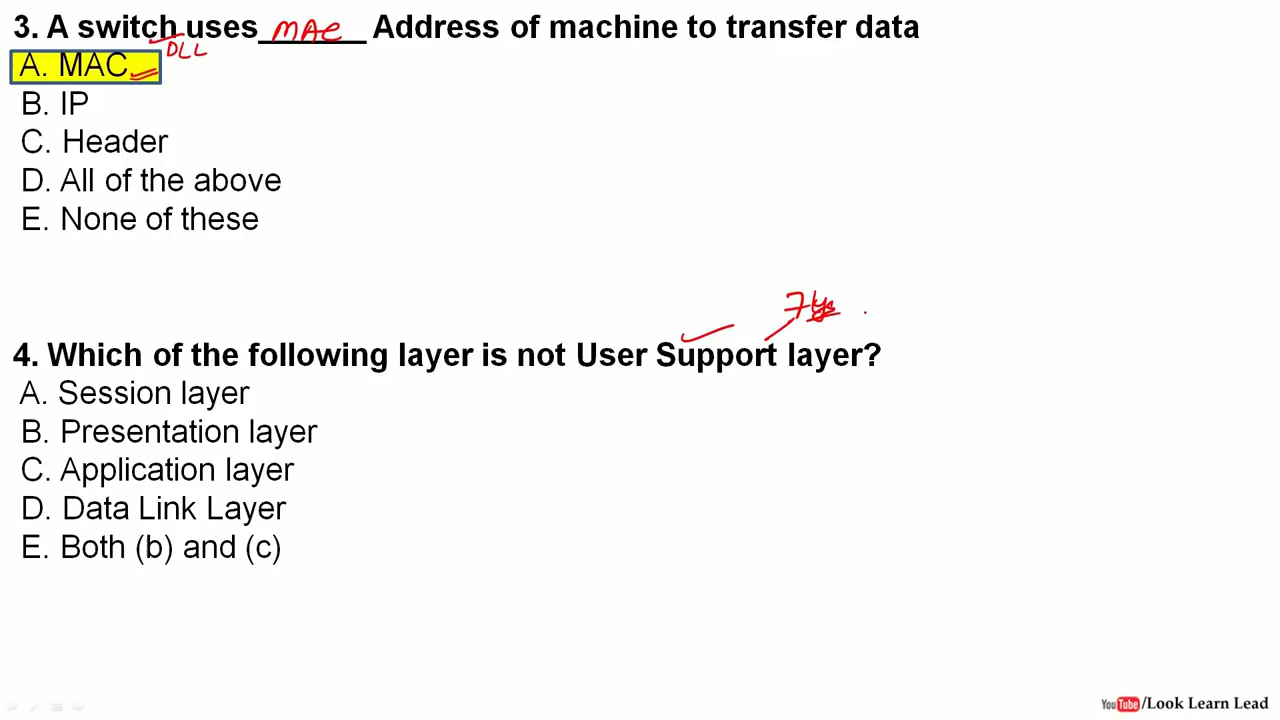 3. A switch uses MAC Address of machine to transfer data
DLL
A. MAC
B. IP
C. Header
D. All of the above
E. None of these
7
4. Which of the following layer is not User Support layer?
A. Session layer
B. Presentation layer
C. Application layer
D. Data Link Layer
E. Both (b) and (c)
YouTube/Look Learn Lead